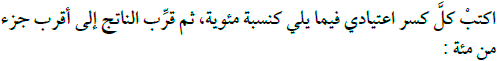 اكتبْ كلَّ كسر اعتيادي فيما يلي كنسبة مئوية، ثم قرِّب الناتج إلى أقرب جزء
من مئة :